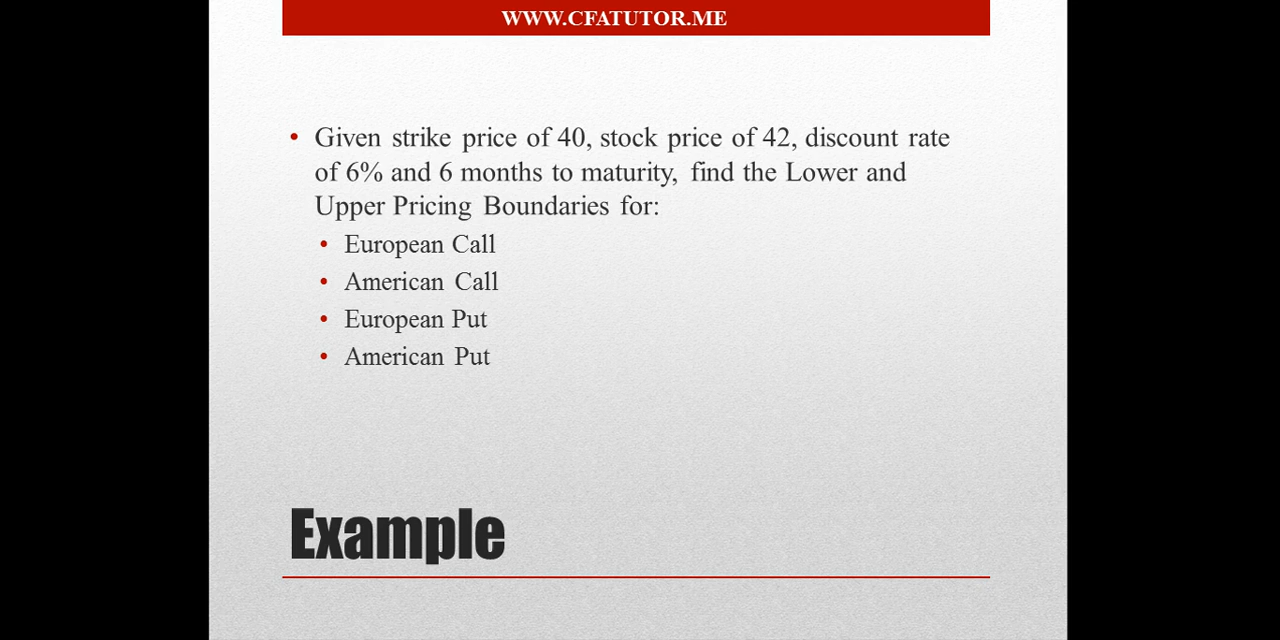 WWW.CFATUTOR.ME
• Given strike price of 40, stock price of 42, discount rate
of 6% and 6 months to maturity, find the Lower and
Upper Pricing Boundaries for:
• European Call
• American Call
• European Put
• American Put
Example